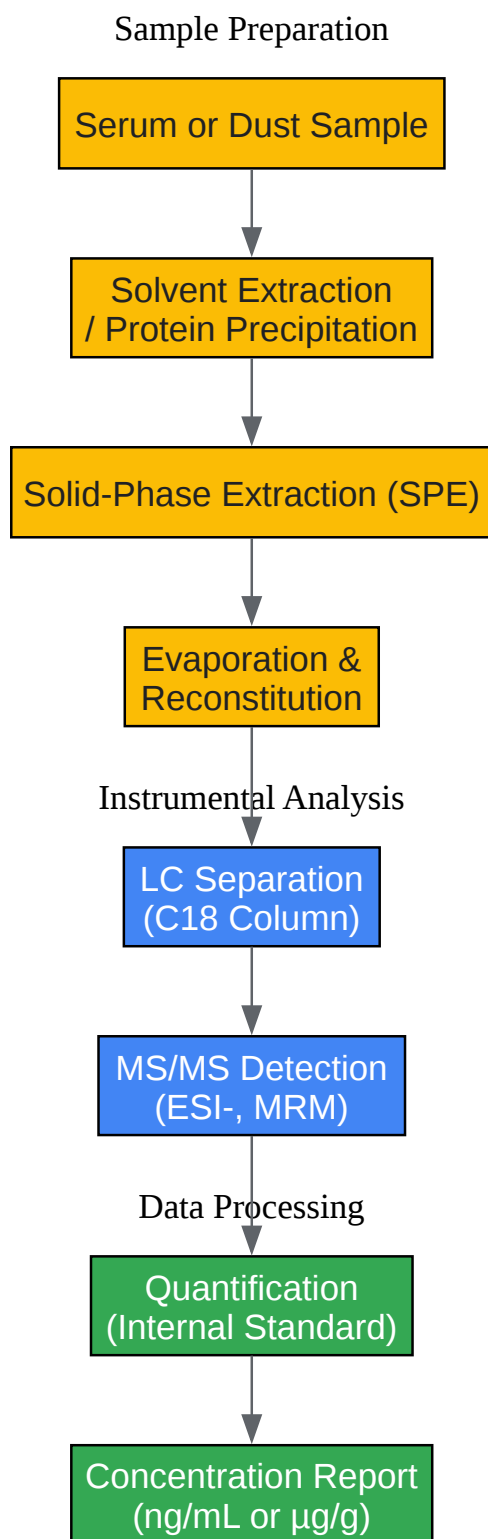 Sample Preparation
Serum or Dust Sample
Solvent Extraction
/ Protein Precipitation
Solid-Phase Extraction (SPE)
Evaporation &
Reconstitution
Instrumental Analysis
LC Separation
(C18 Column)
MS/MS Detection
(ESI-, MRM)
Data Processing
Quantification
(Internal Standard)
Concentration Report
(ng/mL or µg/g)